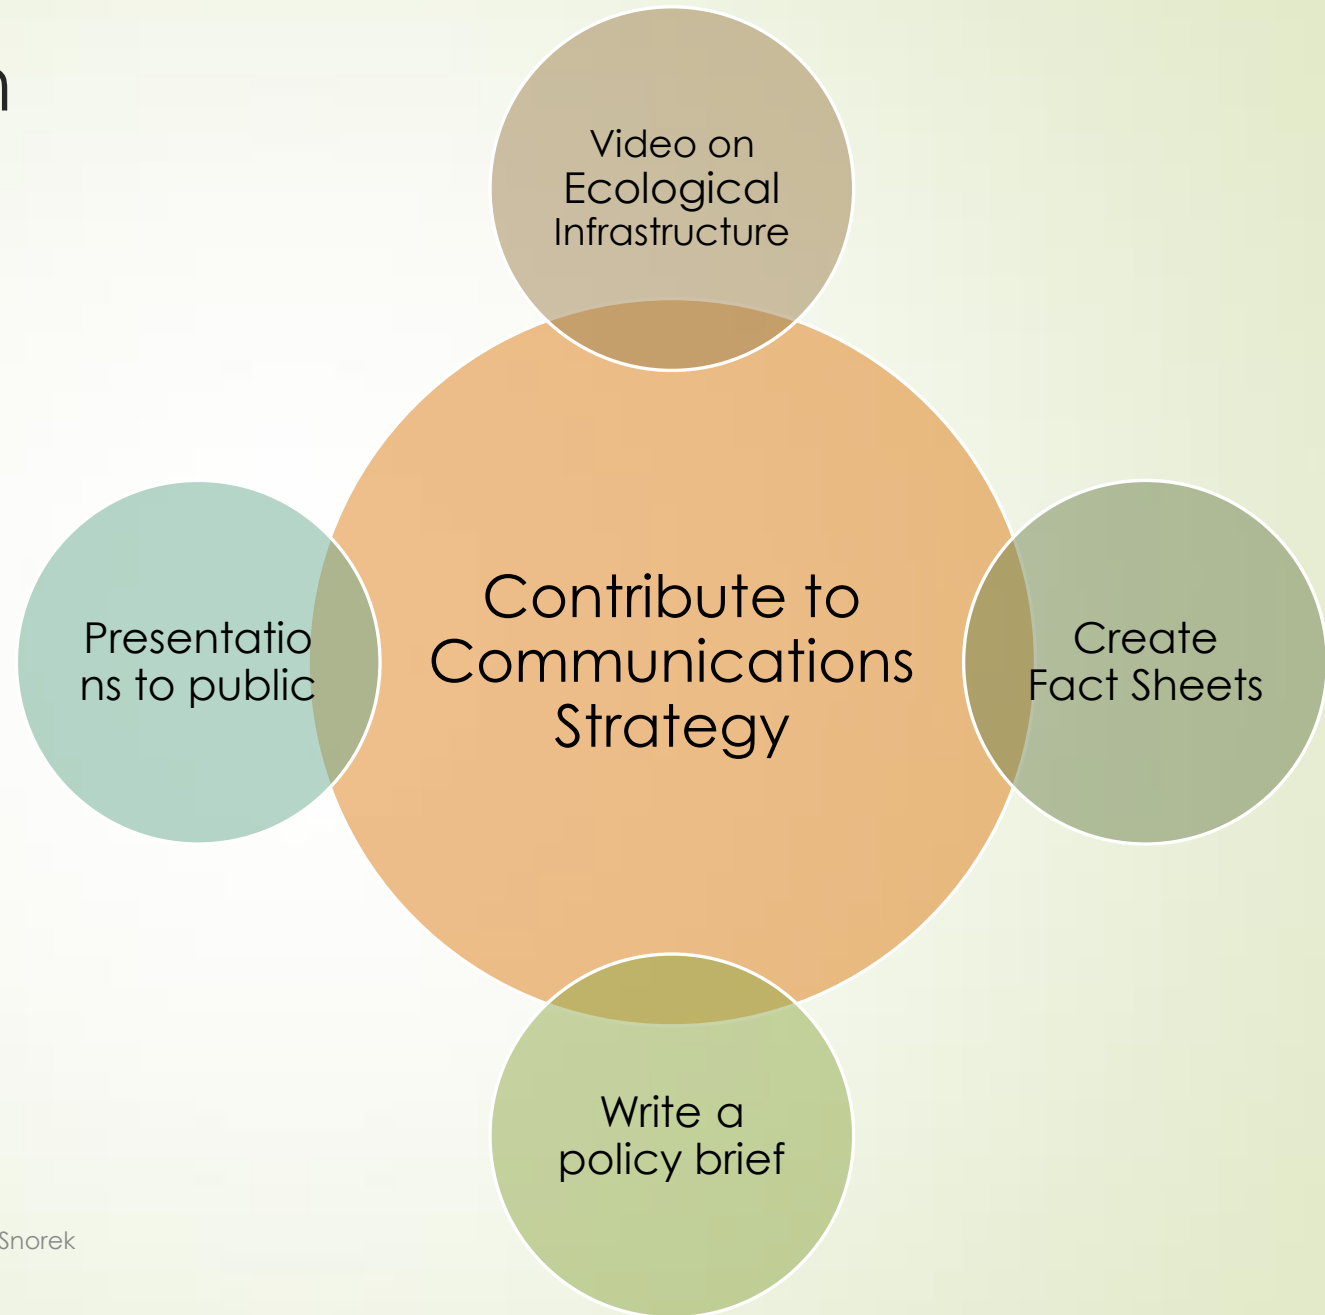 n
Video on
Ecological
Infrastructure
Contribute to
Communications
Strategy
Presentatio
ns to public
Create
Fact Sheets
Write a
policy brief
Snorek